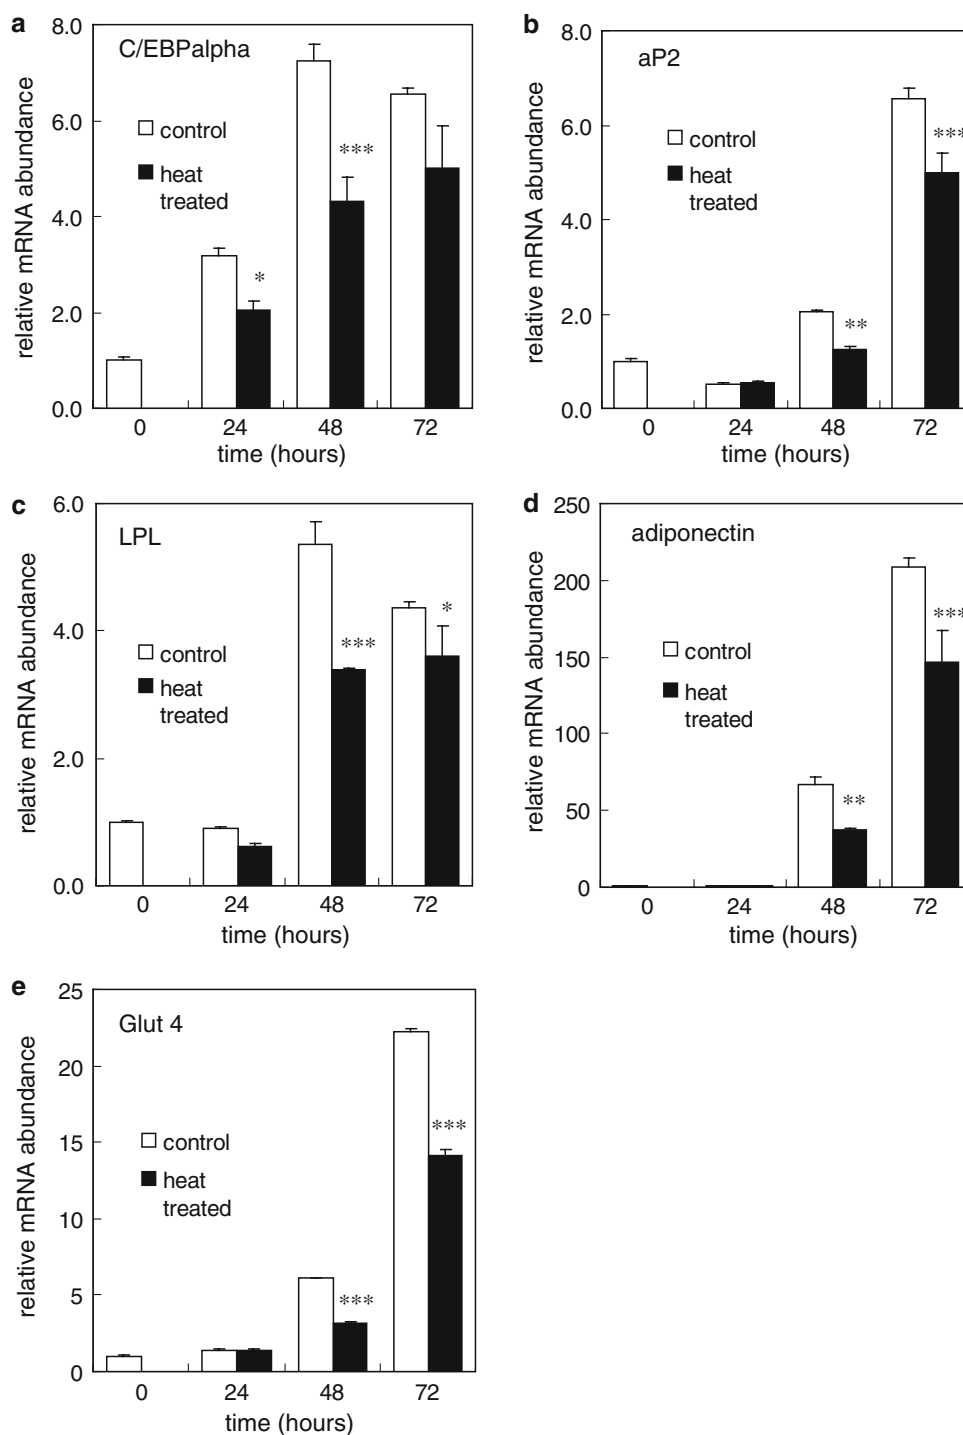 a
C/EBPalpha
control
heat
treated
*
***
relative mRNA abundance
8.0
6.0
4.0
2.0
0.0
0 24 48 72
time (hours)
b
aP2
control
heat
treated
**
***
relative mRNA abundance
8.0
6.0
4.0
2.0
0.0
0 24 48 72
time (hours)
c
LPL
control
heat
treated
***
*
relative mRNA abundance
6.0
4.0
2.0
0.0
0 24 48 72
time (hours)
d
adiponectin
control
heat
treated
**
***
relative mRNA abundance
250
200
150
100
50
0
0 24 48 72
time (hours)
e
Glut 4
control
heat
treated
***
***
relative mRNA abundance
25
20
15
10
5
0
0 24 48 72
time (hours)